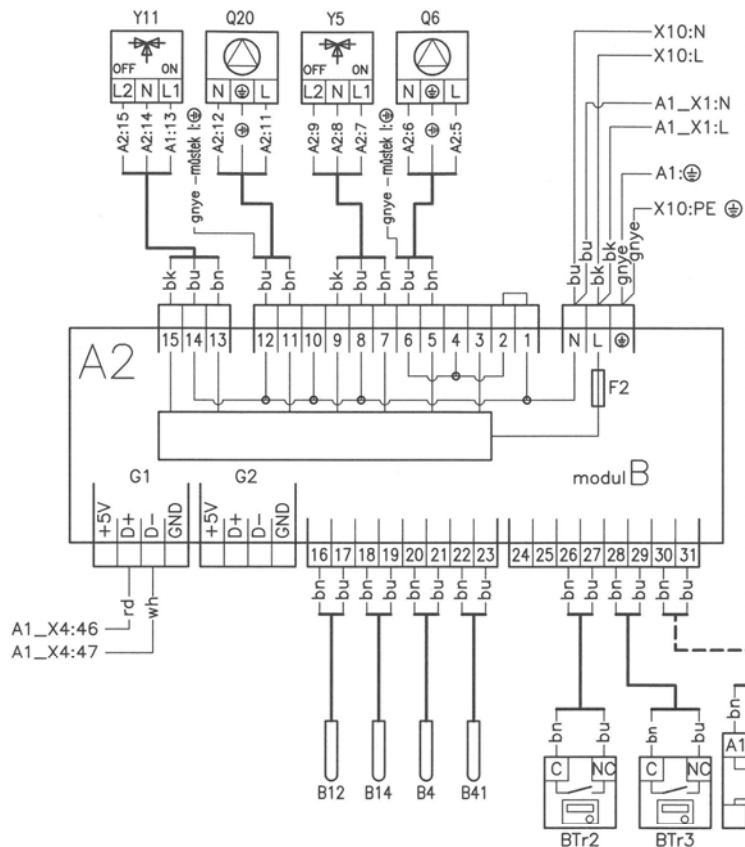 Y11 Q20 Y5 Q6
OFF ON OFF ON
L2 N L1 N L L2 N L1 N L
A2:15 A2:14 A1:13 A2:12 A2:11 A2:9 A2:8 A2:7 A2:6 A2:5
gnye – můstek I: gnye – můstek I:
X10:N
X10:L
A1_X1:N
A1_X1:L
A1:
X10:PE
bk bu bn bu bn bk bu bn bu bn bu bu bk bk gnye gnye
15 14 13 12 11 10 9 8 7 6 5 4 3 2 1 N L
A2
F2
modul B
G1 G2
+5V D+ D- GND +5V D+ D- GND
16 17 18 19 20 21 22 23 24 25 26 27 28 29 30 31
rd wh bn bu bn bu bn bu bn bu bn bu bn bu bn bu
A1_X4:46
A1_X4:47
B12 B14 B4 B41
bn bu bn bu bn
C NC C NC A1
BTr2 BTr3